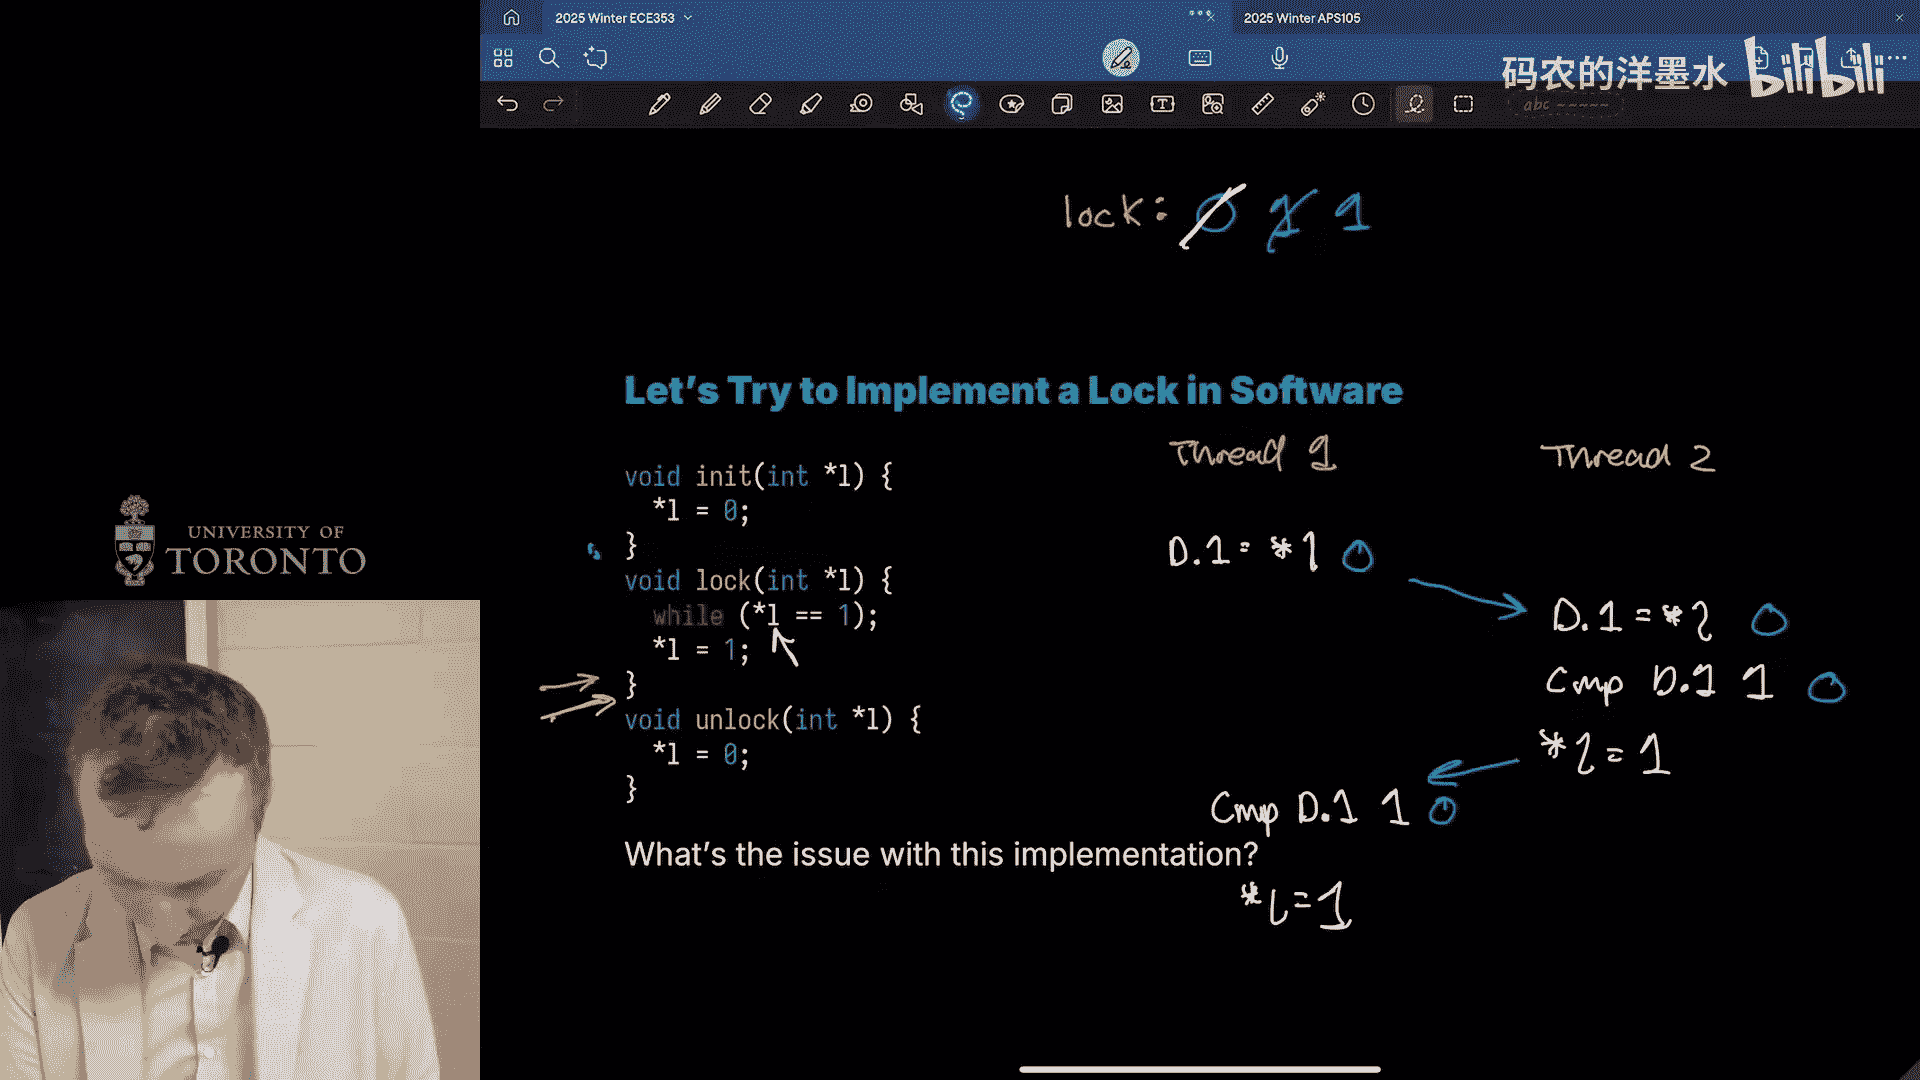 2025 Winter ECE353
2025 Winter APS105
码农的洋墨水 bilibili
abc
lock: 0 1 1
Let's Try to Implement a Lock in Software
Thread 1
Thread 2
void init(int *l) {
*l = 0;
}
void lock(int *l) {
while (*l == 1);
*l = 1;
}
void unlock(int *l) {
*l = 0;
}
D.1 = *l 0
D.1 = *l 0
Cmp D.1 1 0
*l = 1
Cmp D.1 1 0
What's the issue with this implementation?
*l = 1
UNIVERSITY OF
TORONTO